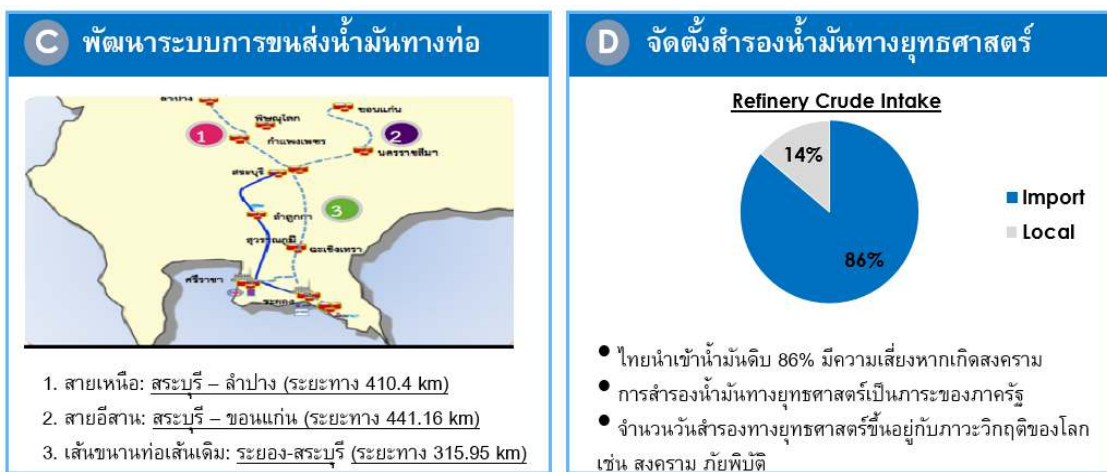 C พัฒนาระบบการขนส่งน้ำมันทางท่อ
ลำปาง
ขอนแก่น
พิษณุโลก
1
2
กำแพงเพชร
นครราชสีมา
สระบุรี
3
ลำลูกกา
สุวรรณภูมิ
ฉะเชิงเทรา
ศรีราชา
ระยอง
1. สายเหนือ: สระบุรี – ลำปาง (ระยะทาง 410.4 km)
2. สายอีสาน: สระบุรี – ขอนแก่น (ระยะทาง 441.16 km)
3. เส้นขนานท่อเส้นเดิม: ระยอง-สระบุรี (ระยะทาง 315.95 km)
D จัดตั้งสำรองน้ำมันทางยุทธศาสตร์
Refinery Crude Intake
14%
Import
Local
86%
● ไทยนำเข้าน้ำมันดิบ 86% มีความเสี่ยงหากเกิดสงคราม
● การสำรองน้ำมันทางยุทธศาสตร์เป็นภาระของภาครัฐ
● จำนวนวันสำรองทางยุทธศาสตร์ขึ้นอยู่กับภาวะวิกฤติของโลก
เช่น สงคราม ภัยพิบัติ